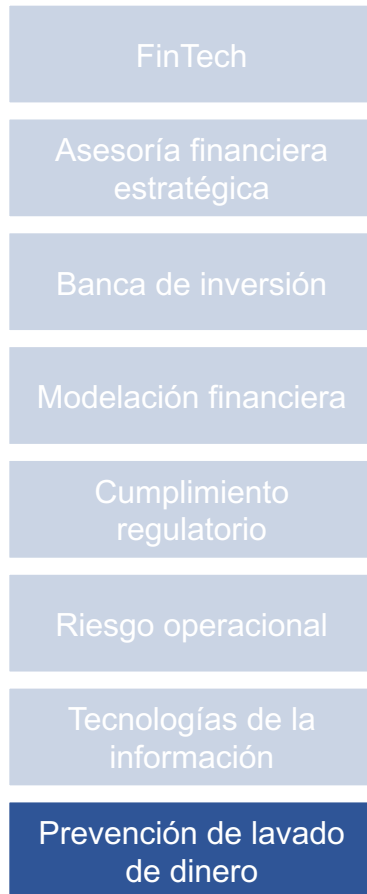 FinTech
Asesoría financiera
estratégica
Banca de inversión
Modelación financiera
Cumplimiento
regulatorio
Riesgo operacional
Tecnologías de la
información
Prevención de lavado
de dinero